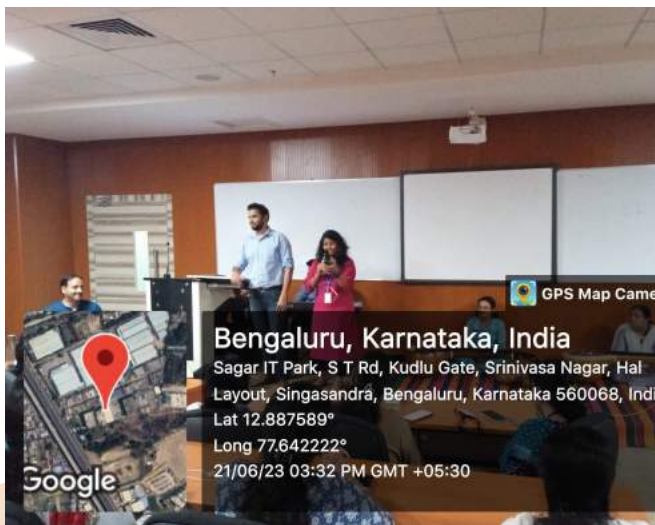 GPS Map Came
Bengaluru, Karnataka, India
Sagar IT Park, S T Rd, Kudlu Gate, Srinivasa Nagar, Hal
Layout, Singasandra, Bengaluru, Karnataka 560068, Indi
Lat 12.887589°
Long 77.642222°
21/06/23 03:32 PM GMT +05:30
Google